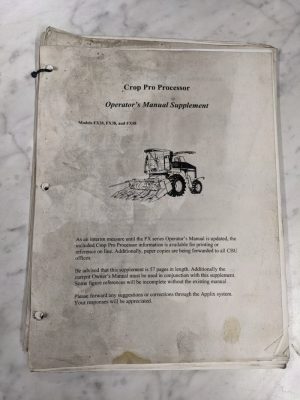 Crop Pro Processor
Operator's Manual Supplement
Models FX28, FX38, and FX58
As an interim measure until the FX series Operator's Manual is updated, the
included Crop Pro Processor information is available for printing or
reference on line. Additionally, paper copies are being forwarded to all CBU
offices.
Be advised that this supplement is 57 pages in length. Additionally the
current Owner's Manual must be used in conjunction with this supplement.
Some figure references will be incomplete without the existing manual.
Please forward any suggestions or corrections through the Applix system.
Your responses will be appreciated.